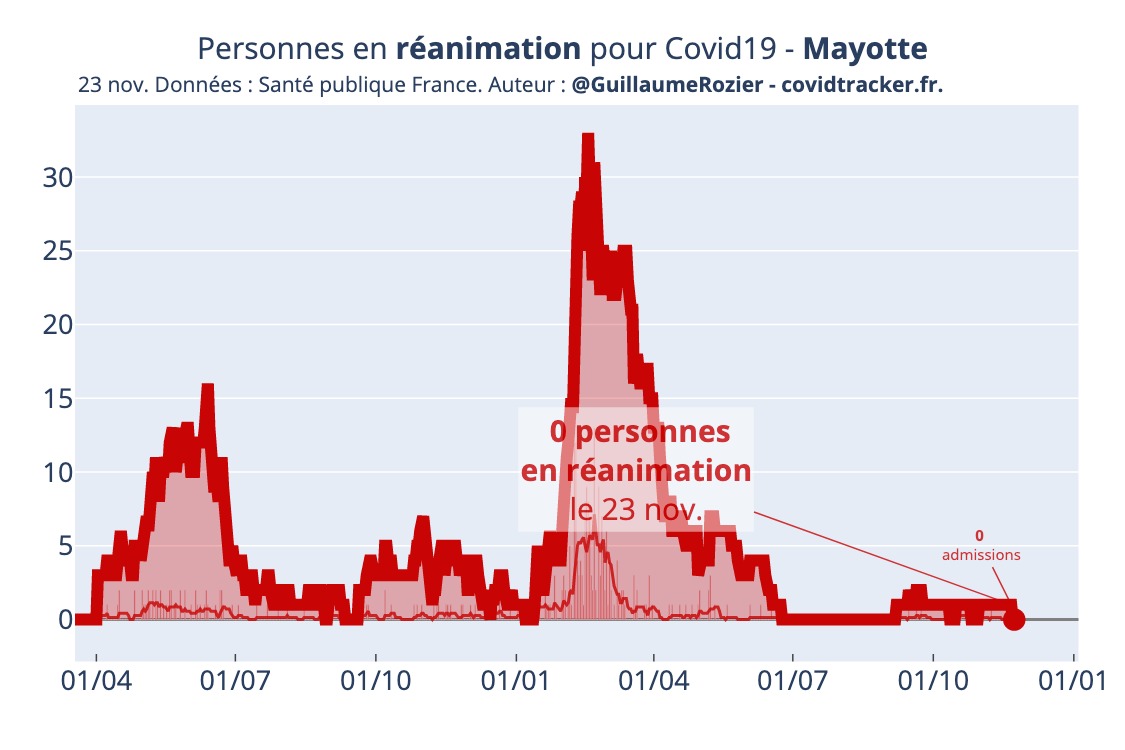 Personnes en réanimation pour Covid19 - Mayotte
23 nov. Données : Santé publique France. Auteur : @GuillaumeRozier - covidtracker.fr.
30
25
20
15
10
5
0
0 personnes
en réanimation
le 23 nov.
0
admissions
01/04
01/07
01/10
01/01
01/04
01/07
01/10
01/01